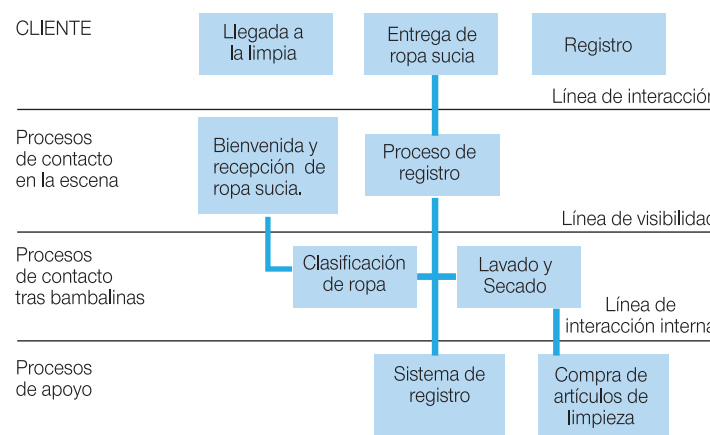 CLIENTE
Llegada a
la limpia
Entrega de
ropa sucia
Registro
Línea de interacción
Procesos
de contacto
en la escena
Bienvenida y
recepción de
ropa sucia.
Proceso de
registro
Línea de visibilidad
Procesos
de contacto
tras bambalinas
Clasificación
de ropa
Lavado y
Secado
Línea de
interacción interna
Procesos
de apoyo
Sistema de
registro
Compra de
artículos de
limpieza